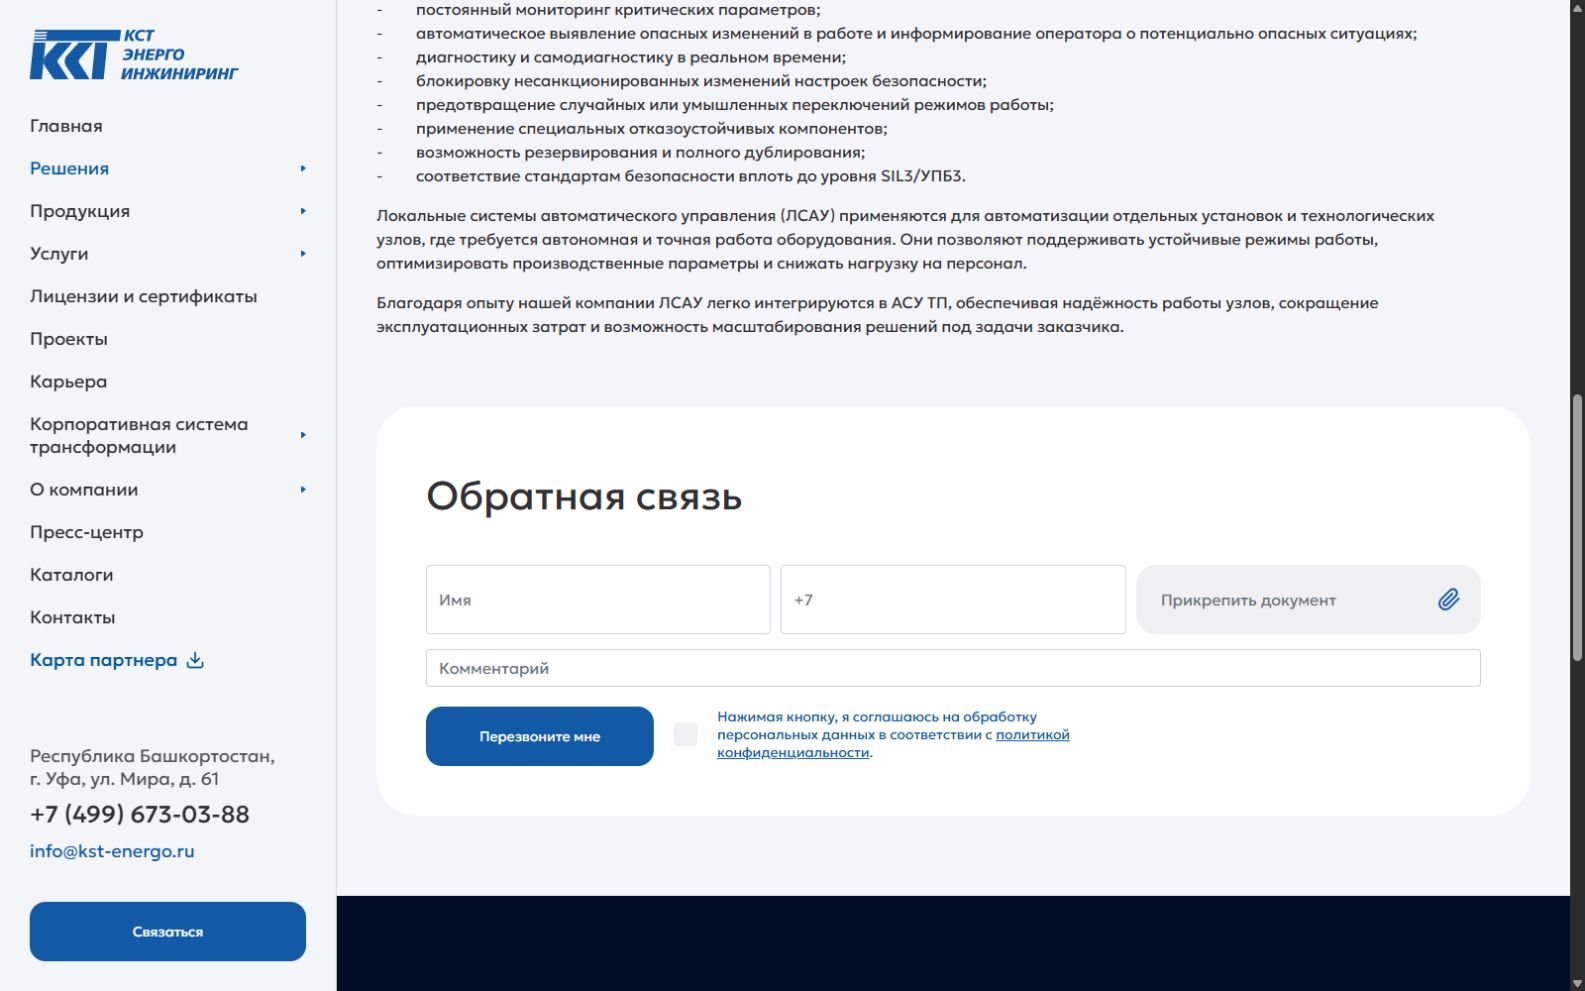 КСТ
ЭНЕРГО
ИНЖИНИРИНГ
Главная
Решения
Продукция
Услуги
Лицензии и сертификаты
Проекты
Карьера
Корпоративная система
трансформации
О компании
Пресс-центр
Каталоги
Контакты
Карта партнера
Республика Башкортостан,
г. Уфа, ул. Мира, д. 61
+7 (499) 673-03-88
info@kst-energo.ru
Связаться
- постоянный мониторинг критических параметров;
- автоматическое выявление опасных изменений в работе и информирование оператора о потенциально опасных ситуациях;
- диагностику и самодиагностику в реальном времени;
- блокировку несанкционированных изменений настроек безопасности;
- предотвращение случайных или умышленных переключений режимов работы;
- применение специальных отказоустойчивых компонентов;
- возможность резервирования и полного дублирования;
- соответствие стандартам безопасности вплоть до уровня SIL3/УПБ3.
Локальные системы автоматического управления (ЛСАУ) применяются для автоматизации отдельных установок и технологических
узлов, где требуется автономная и точная работа оборудования. Они позволяют поддерживать устойчивые режимы работы,
оптимизировать производственные параметры и снижать нагрузку на персонал.
Благодаря опыту нашей компании ЛСАУ легко интегрируются в АСУ ТП, обеспечивая надёжность работы узлов, сокращение
эксплуатационных затрат и возможность масштабирования решений под задачи заказчика.
Обратная связь
Имя
+7
Прикрепить документ
Комментарий
Перезвоните мне
Нажимая кнопку, я соглашаюсь на обработку
персональных данных в соответствии с политикой
конфиденциальности.